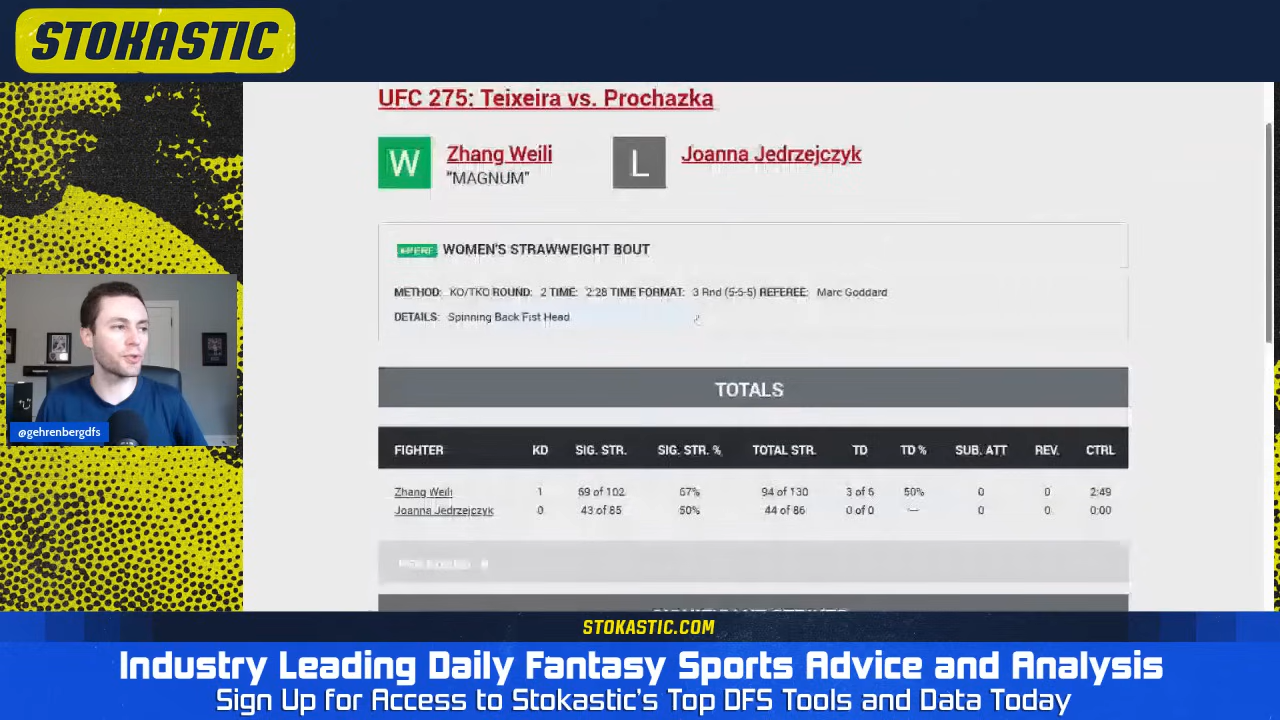 STOKASTIC
UFC 275: Teixeira vs. Prochazka
W Zhang Weili L Joanna Jedrzejczyk
"MAGNUM"
PERF WOMEN'S STRAWWEIGHT BOUT
METHOD: KO/TKO ROUND: 2 TIME: 2:28 TIME FORMAT: 3 Rnd (5-5-5) REFEREE: Marc Goddard
DETAILS: Spinning Back Fist Head
TOTALS
FIGHTER KD SIG. STR. SIG. STR. % TOTAL STR. TD TD % SUB. ATT REV. CTRL
Zhang Weili 1 69 of 102 67% 94 of 130 3 of 6 50% 0 0 2:49
Joanna Jedrzejczyk 0 43 of 85 50% 44 of 86 0 of 0 --- 0 0 0:00
@gehrenbergdfs
STOKASTIC.COM
Industry Leading Daily Fantasy Sports Advice and Analysis
Sign Up for Access to Stokastic's Top DFS Tools and Data Today